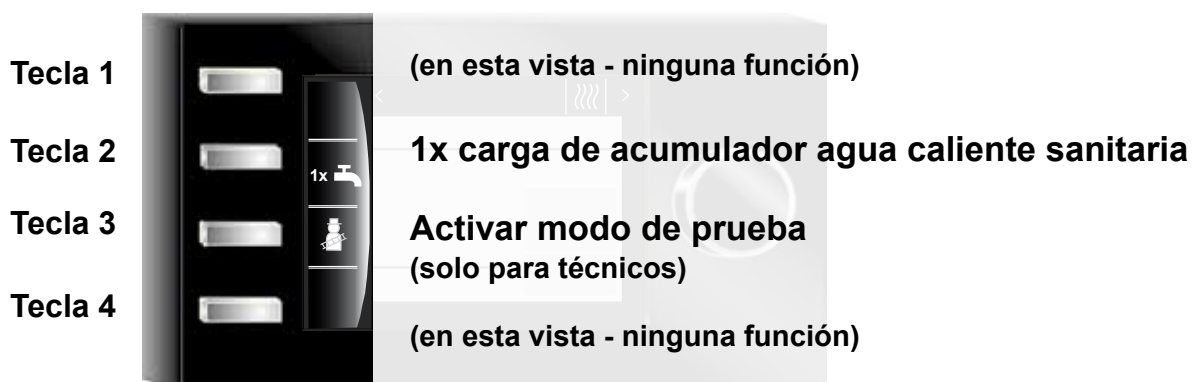 Tecla 1
(en esta vista - ninguna función)
Tecla 2
1x carga de acumulador agua caliente sanitaria
1x
Tecla 3
Activar modo de prueba
(solo para técnicos)
Tecla 4
(en esta vista - ninguna función)